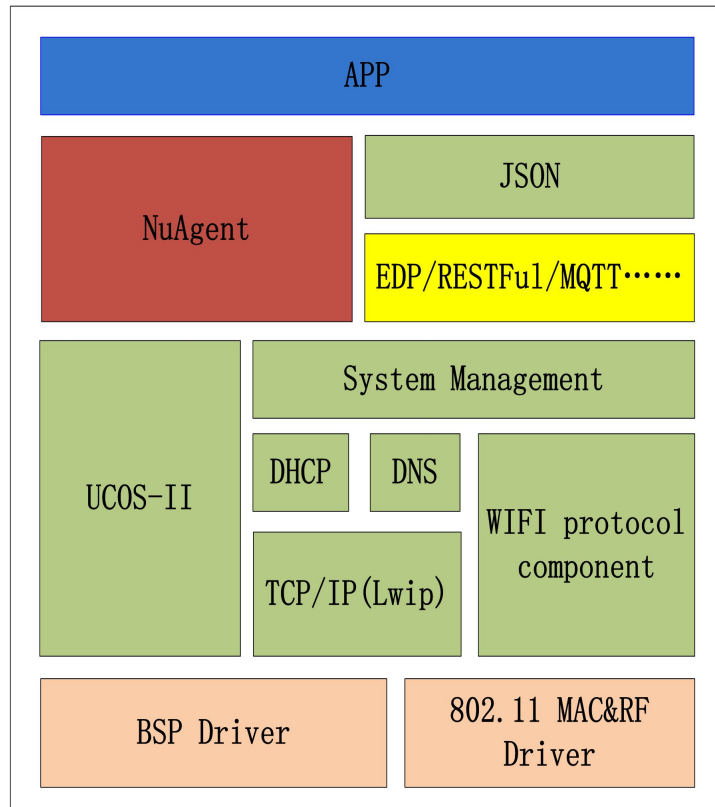 APP
NuAgent
JSON
EDP/RESTFul/MQTT……
UCOS-II
System Management
DHCP
DNS
WIFI protocol
component
TCP/IP(Lwip)
BSP Driver
802.11 MAC&RF
Driver